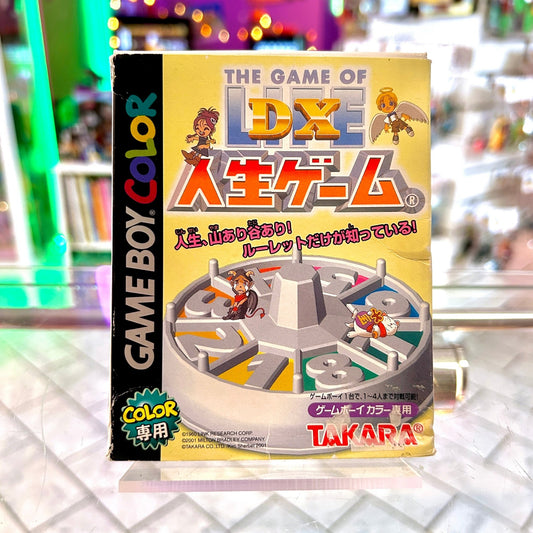 GAME BOY COLOR
THE GAME OF
LIFE
DX
人生ゲーム®
人生、山あり谷あり!
ルーレットだけが知っている!
COLOR
専用
ゲームボーイ1台で、1〜4人まで対戦可能!
ゲームボーイカラー専用
TAKARA®
©1960 LINK RESEARCH CORP.
©2001 MILTON BRADLEY COMPANY.
©TAKARA CO.,LTD./
2001